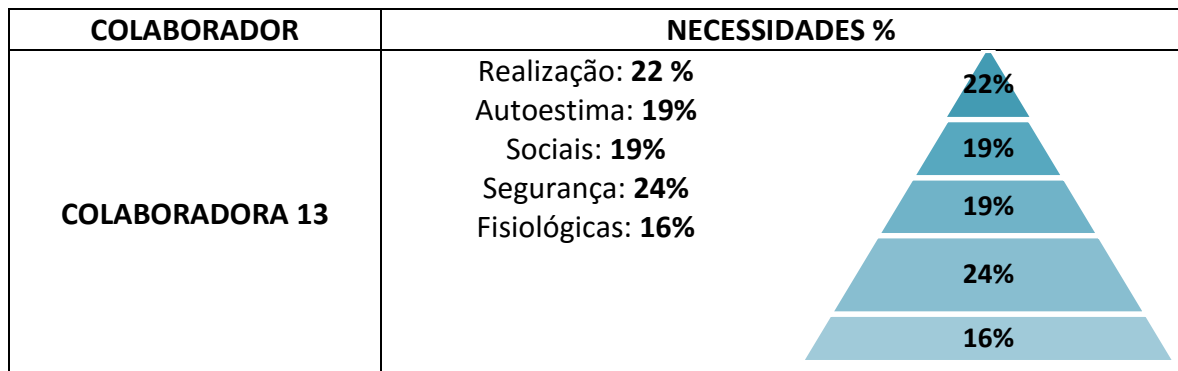 COLABORADOR
NECESSIDADES %
COLABORADORA 13
Realização: 22 %
Autoestima: 19%
Sociais: 19%
Segurança: 24%
Fisiológicas: 16%
22%
19%
19%
24%
16%